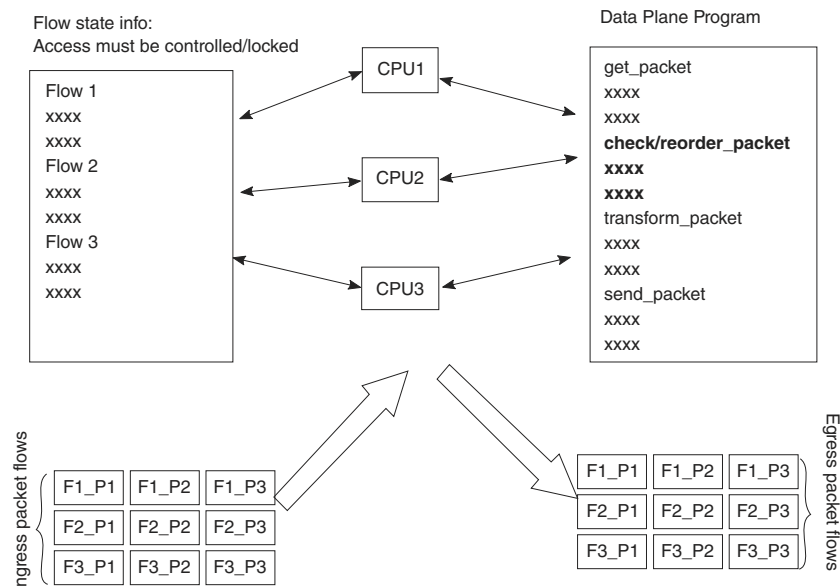 Flow state info:
Access must be controlled/locked
Flow 1
xxxx
xxxx
Flow 2
xxxx
xxxx
Flow 3
xxxx
xxxx
CPU1
CPU2
CPU3
Data Plane Program
get_packet
xxxx
xxxx
check/reorder_packet
xxxx
xxxx
transform_packet
xxxx
xxxx
send_packet
xxxx
xxxx
ngress packet flows
F1_P1 F1_P2 F1_P3
F2_P1 F2_P2 F2_P3
F3_P1 F3_P2 F3_P3
F1_P1 F1_P2 F1_P3
F2_P1 F2_P2 F2_P3
F3_P1 F3_P2 F3_P3
Egress packet flows